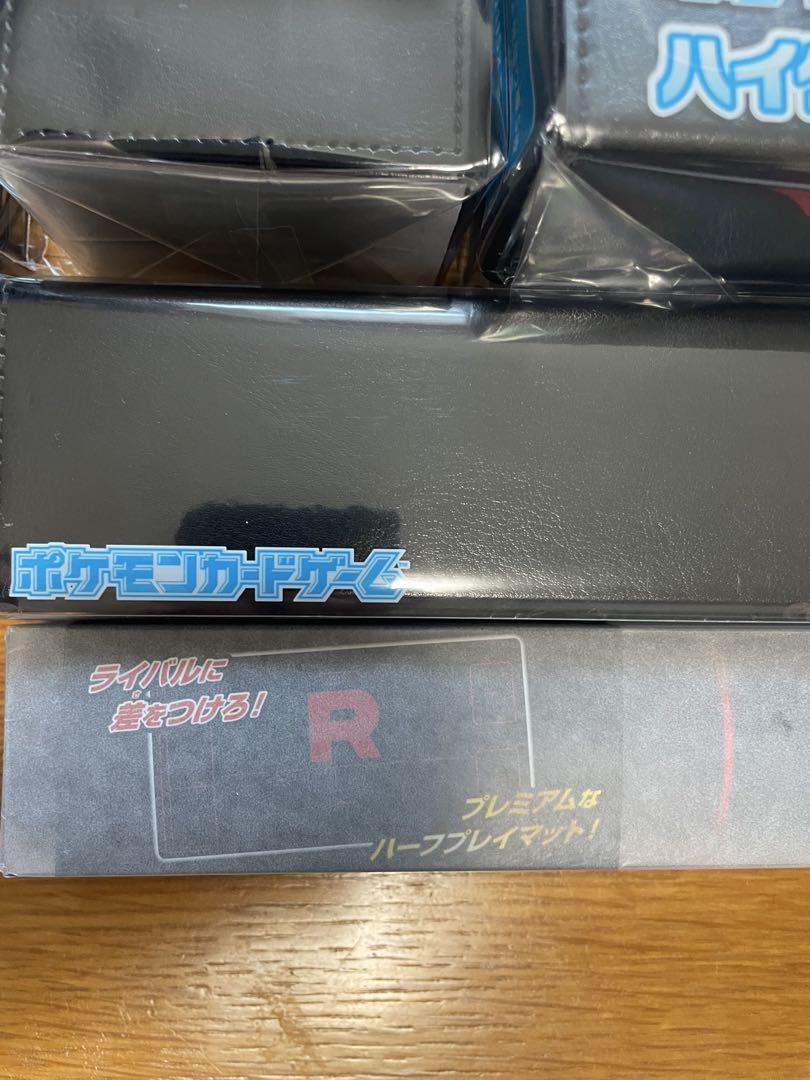 ハイク
ポケモンカードゲーム
ライバルに
差をつけろ!
R
プレミアムな
ハーフプレイマット!